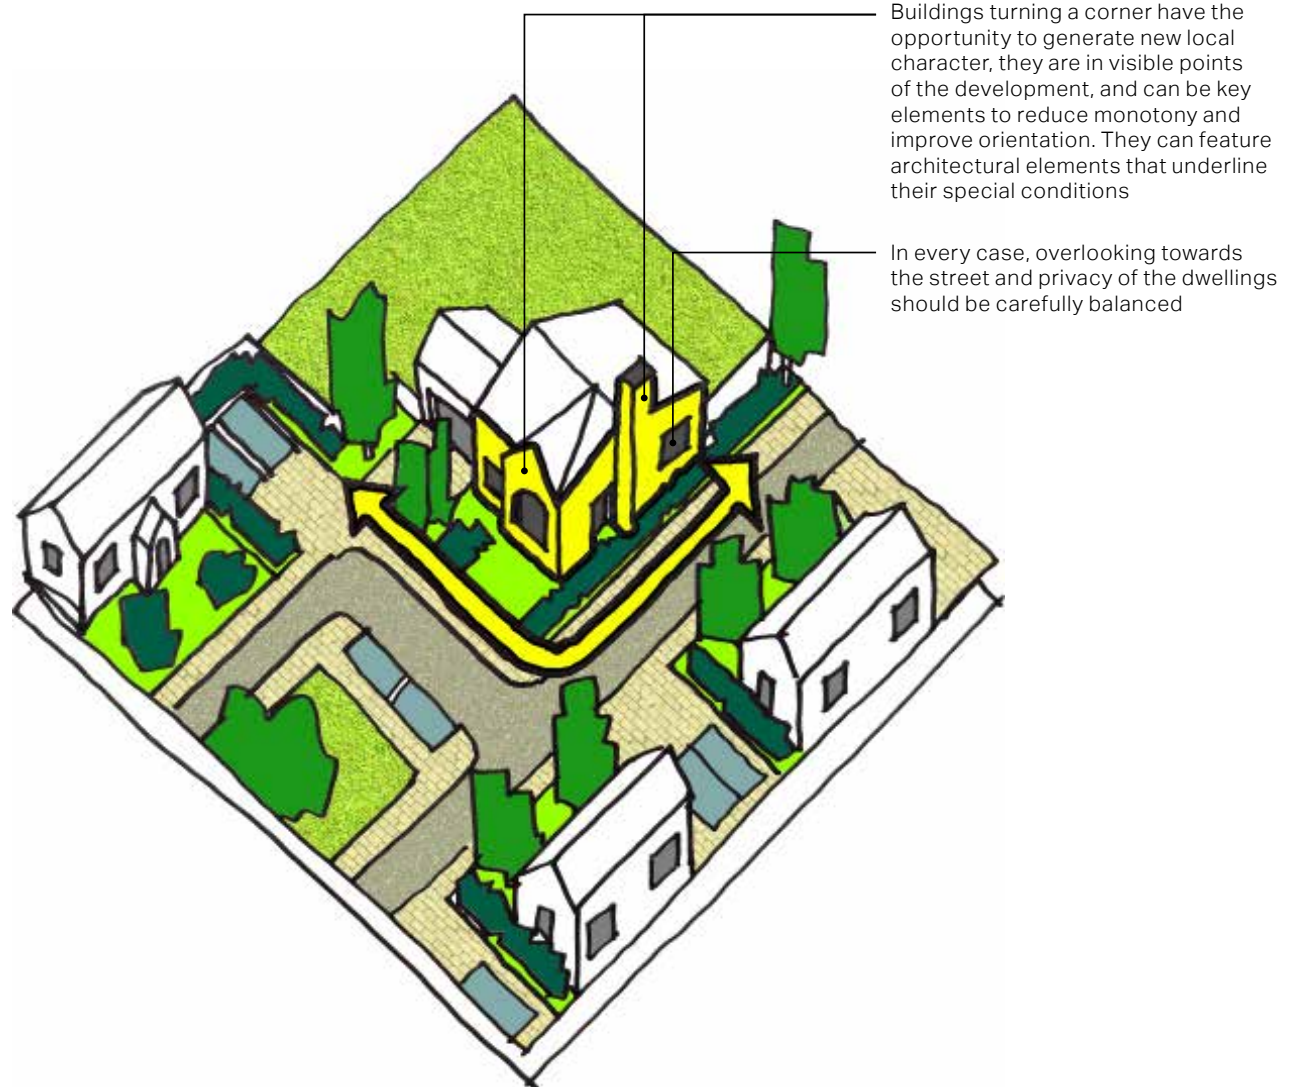 Buildings turning a corner have the
opportunity to generate new local
character, they are in visible points
of the development, and can be key
elements to reduce monotony and
improve orientation. They can feature
architectural elements that underline
their special conditions
In every case, overlooking towards
the street and privacy of the dwellings
should be carefully balanced